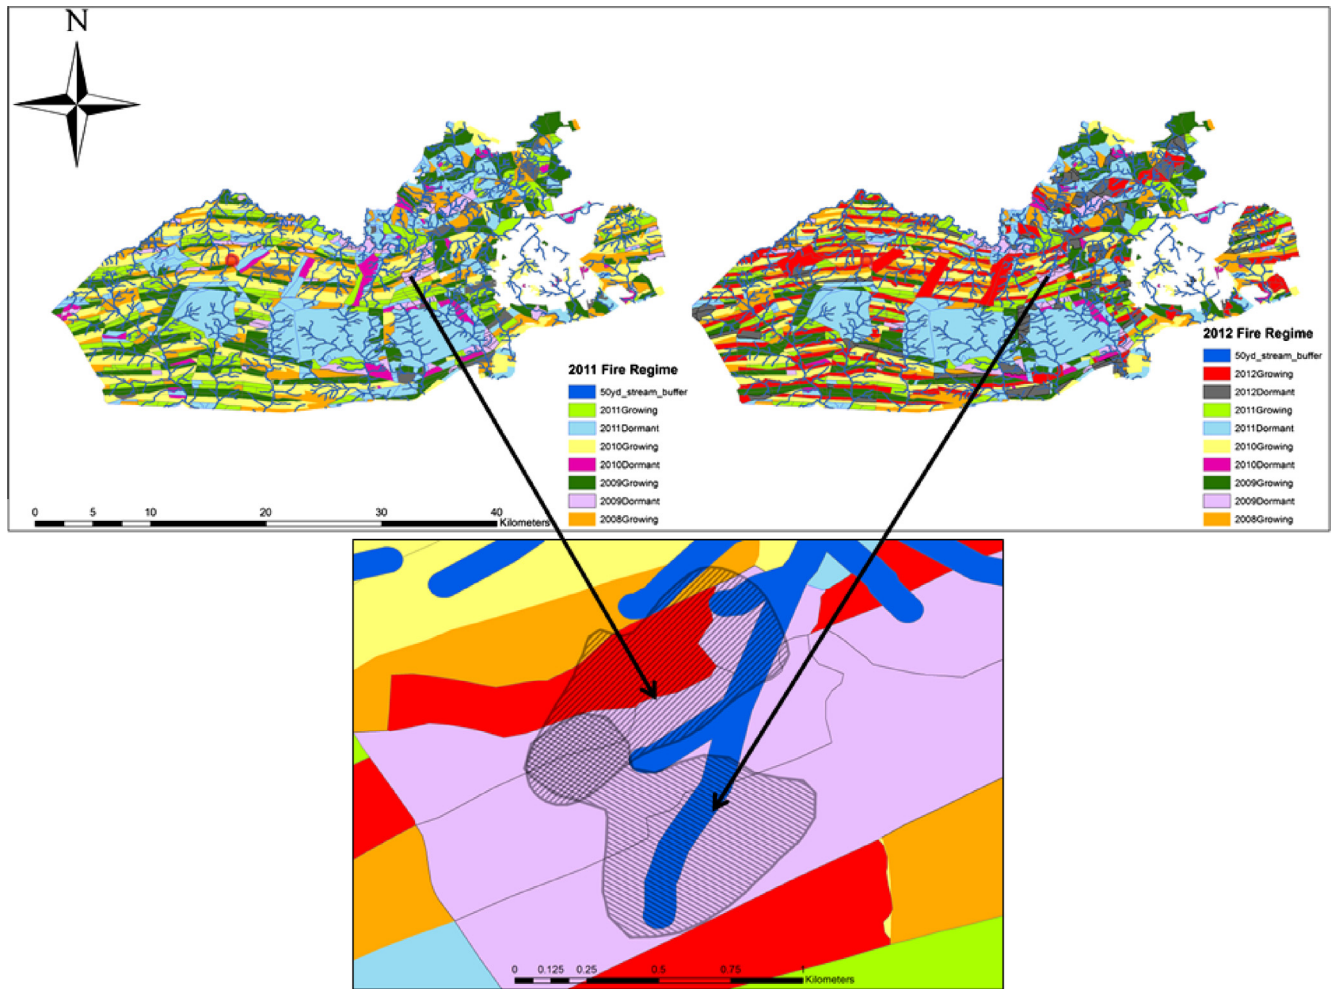 N
2011 Fire Regime
50yd_stream_buffer
2011Growing
2011Dormant
2010Growing
2010Dormant
2009Growing
2009Dormant
2008Growing
0 5 10 20 30 40
Kilometers
2012 Fire Regime
50yd_stream_buffer
2012Growing
2012Dormant
2011Growing
2011Dormant
2010Growing
2010Dormant
2009Growing
2009Dormant
2008Growing
0 0.125 0.25 0.5 0.75 1
Kilometers